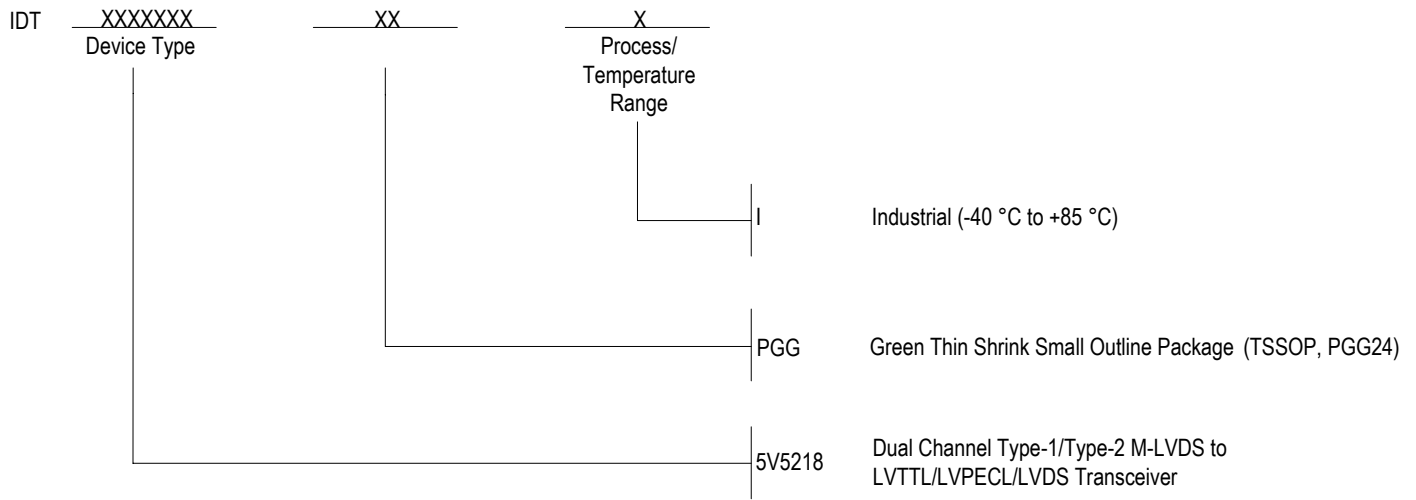 IDT XXXXXXX XX X
Device Type Process/
Temperature
Range
I Industrial (-40 °C to +85 °C)
PGG Green Thin Shrink Small Outline Package (TSSOP, PGG24)
5V5218 Dual Channel Type-1/Type-2 M-LVDS to
LVTTL/LVPECL/LVDS Transceiver